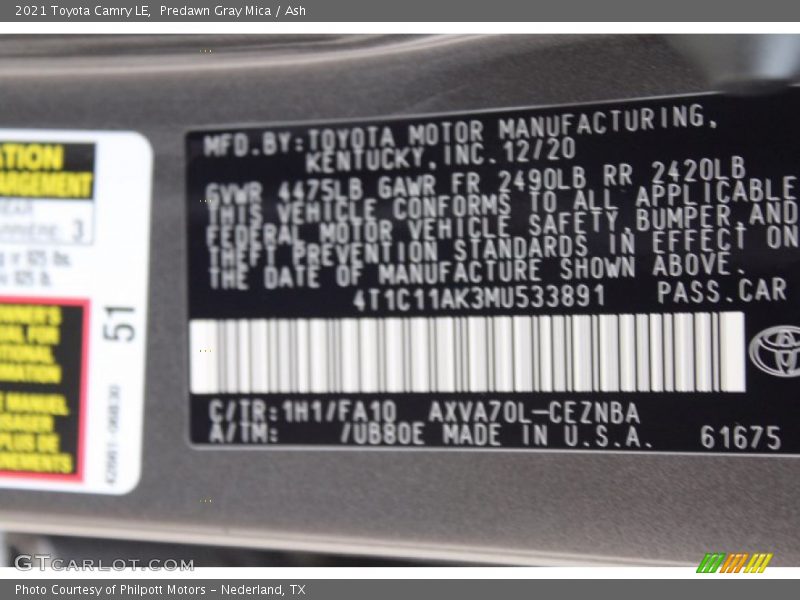 2021 Toyota Camry LE, Predawn Gray Mica / Ash
MFD.BY:TOYOTA MOTOR MANUFACTURING,
KENTUCKY,INC.12/20
GVWR 4475LB GAWR FR 2490LB RR 2420LB
THIS VEHICLE CONFORMS TO ALL APPLICABLE
FEDERAL MOTOR VEHICLE SAFETY,BUMPER,AND
THEFT PREVENTION STANDARDS IN EFFECT ON
THE DATE OF MANUFACTURE SHOWN ABOVE.
4T1C11AK3MU533891 PASS.CAR
C/TR:1H1/FA10 AXVA70L-CEZNBA
A/TM: /UB80E MADE IN U.S.A. 61675
3
51
GTCARLOT.COM
Photo Courtesy of Philpott Motors - Nederland, TX